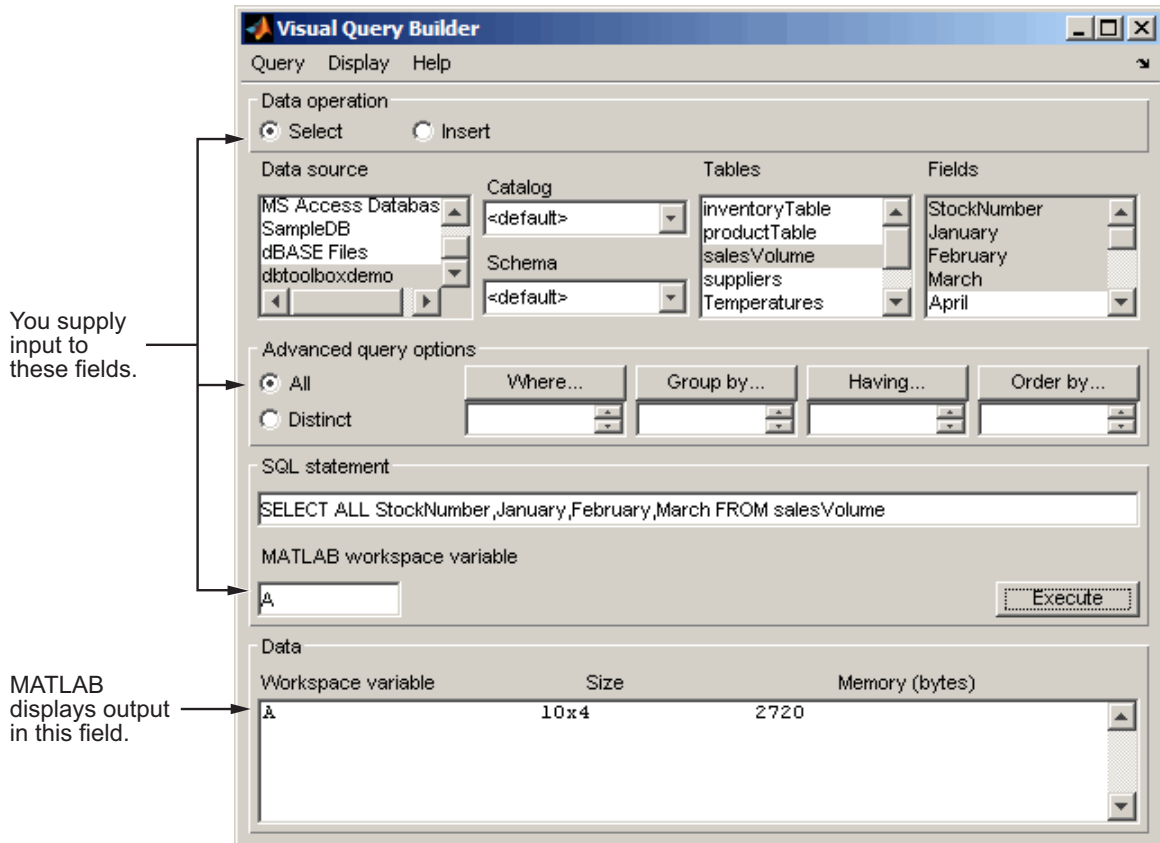 Visual Query Builder
Query Display Help
Data operation
Select Insert
Data source
MS Access Databas
SampleDB
dBASE Files
dbtoolboxdemo
Catalog
<default>
Schema
<default>
Tables
inventoryTable
productTable
salesVolume
suppliers
Temperatures
Fields
StockNumber
January
February
March
April
You supply
input to
these fields.
Advanced query options
All
Distinct
Where... Group by... Having... Order by...
SQL statement
SELECT ALL StockNumber,January,February,March FROM salesVolume
MATLAB workspace variable
A
Execute
Data
Workspace variable Size Memory (bytes)
A 10x4 2720
MATLAB
displays output
in this field.